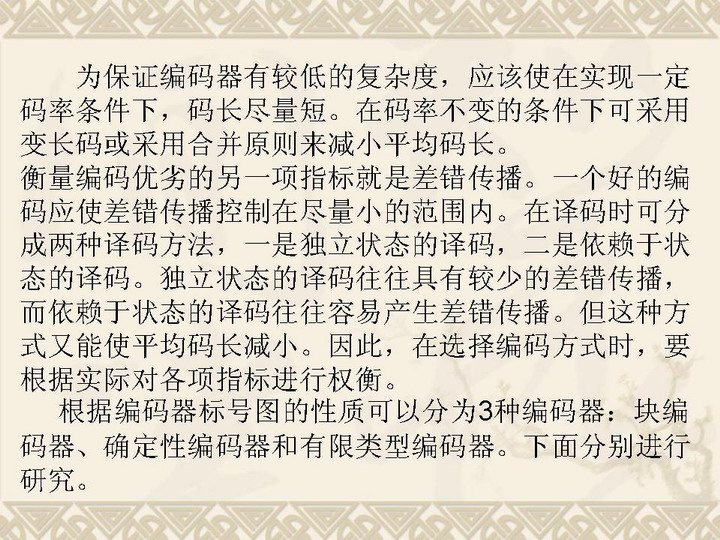 为保证编码器有较低的复杂度，应该使在实现一定
码率条件下，码长尽量短。在码率不变的条件下可采用
变长码或采用合并原则来减小平均码长。
衡量编码优劣的另一项指标就是差错传播。一个好的编
码应使差错传播控制在尽量小的范围内。在译码时可分
成两种译码方法，一是独立状态的译码，二是依赖于状
态的译码。独立状态的译码往往具有较少的差错传播，
而依赖于状态的译码往往容易产生差错传播。但这种方
式又能使平均码长减小。因此，在选择编码方式时，要
根据实际对各项指标进行权衡。
根据编码器标号图的性质可以分为3种编码器：块编
码器、确定性编码器和有限类型编码器。下面分别进行
研究。